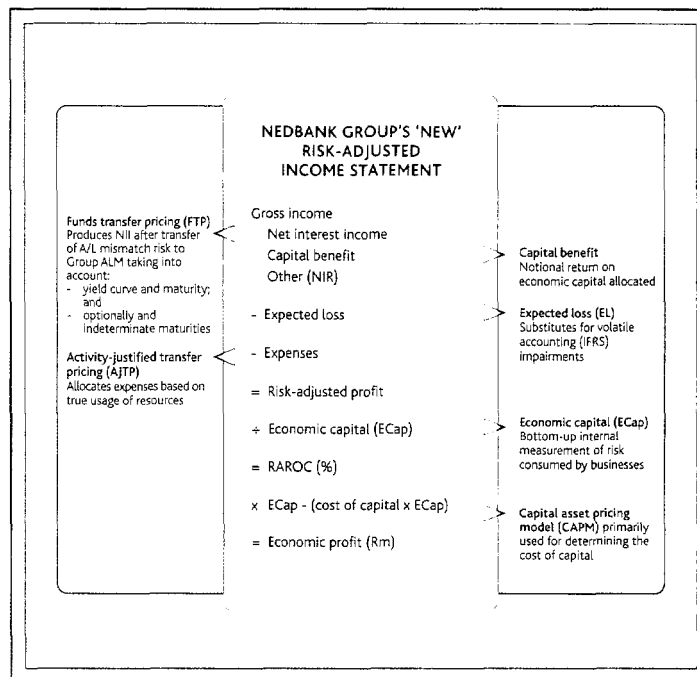 NEDBANK GROUP'S 'NEW'
RISK-ADJUSTED
INCOME STATEMENT
Funds transfer pricing (FTP)
Produces NII after transfer
of A/L mismatch risk to
Group ALM taking into
account:
- yield curve and maturity;
and
- optionally and
indeterminate maturities
Activity-justified transfer
pricing (AJTP)
Allocates expenses based on
true usage of resources
Gross income
Net interest income
Capital benefit
Other (NIR)
- Expected loss
- Expenses
= Risk-adjusted profit
÷ Economic capital (ECap)
= RAROC (%)
x ECap - (cost of capital x ECap)
= Economic profit (Rm)
Capital benefit
Notional return on
economic capital allocated
Expected loss (EL)
Substitutes for volatile
accounting (IFRS)
impairments
Economic capital (ECap)
Bottom-up internal
measurement of risk
consumed by businesses
Capital asset pricing
model (CAPM) primarily
used for determining the
cost of capital